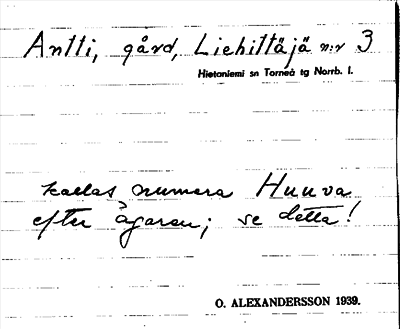 Antti, gård, Liehittäjä n:r 3
Hietaniemi sn Torneå tg Norrb. l.
kallas numera Huuva
efter ägaren; se detta!
O. ALEXANDERSSON 1939.